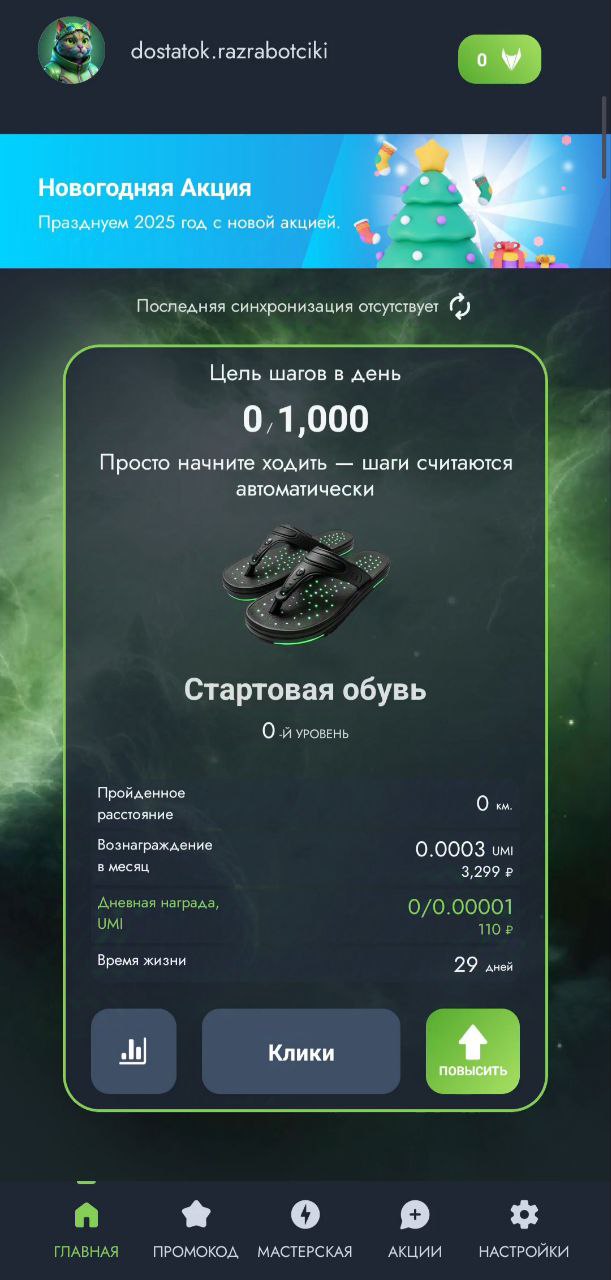 dostatok.razrabotciki
0
Новогодняя Акция
Празднуем 2025 год с новой акцией.
Последняя синхронизация отсутствует
Цель шагов в день
0 / 1,000
Просто начните ходить — шаги считаются
автоматически
Стартовая обувь
0 -Й УРОВЕНЬ
Пройденное
расстояние
0 км.
Вознаграждение
в месяц
0.0003 UMI
3,299 ₽
Дневная награда,
UMI
0/0.00001
110 ₽
Время жизни
29 дней
Клики
ПОВЫСИТЬ
ГЛАВНАЯ
ПРОМОКОД
МАСТЕРСКАЯ
АКЦИИ
НАСТРОЙКИ